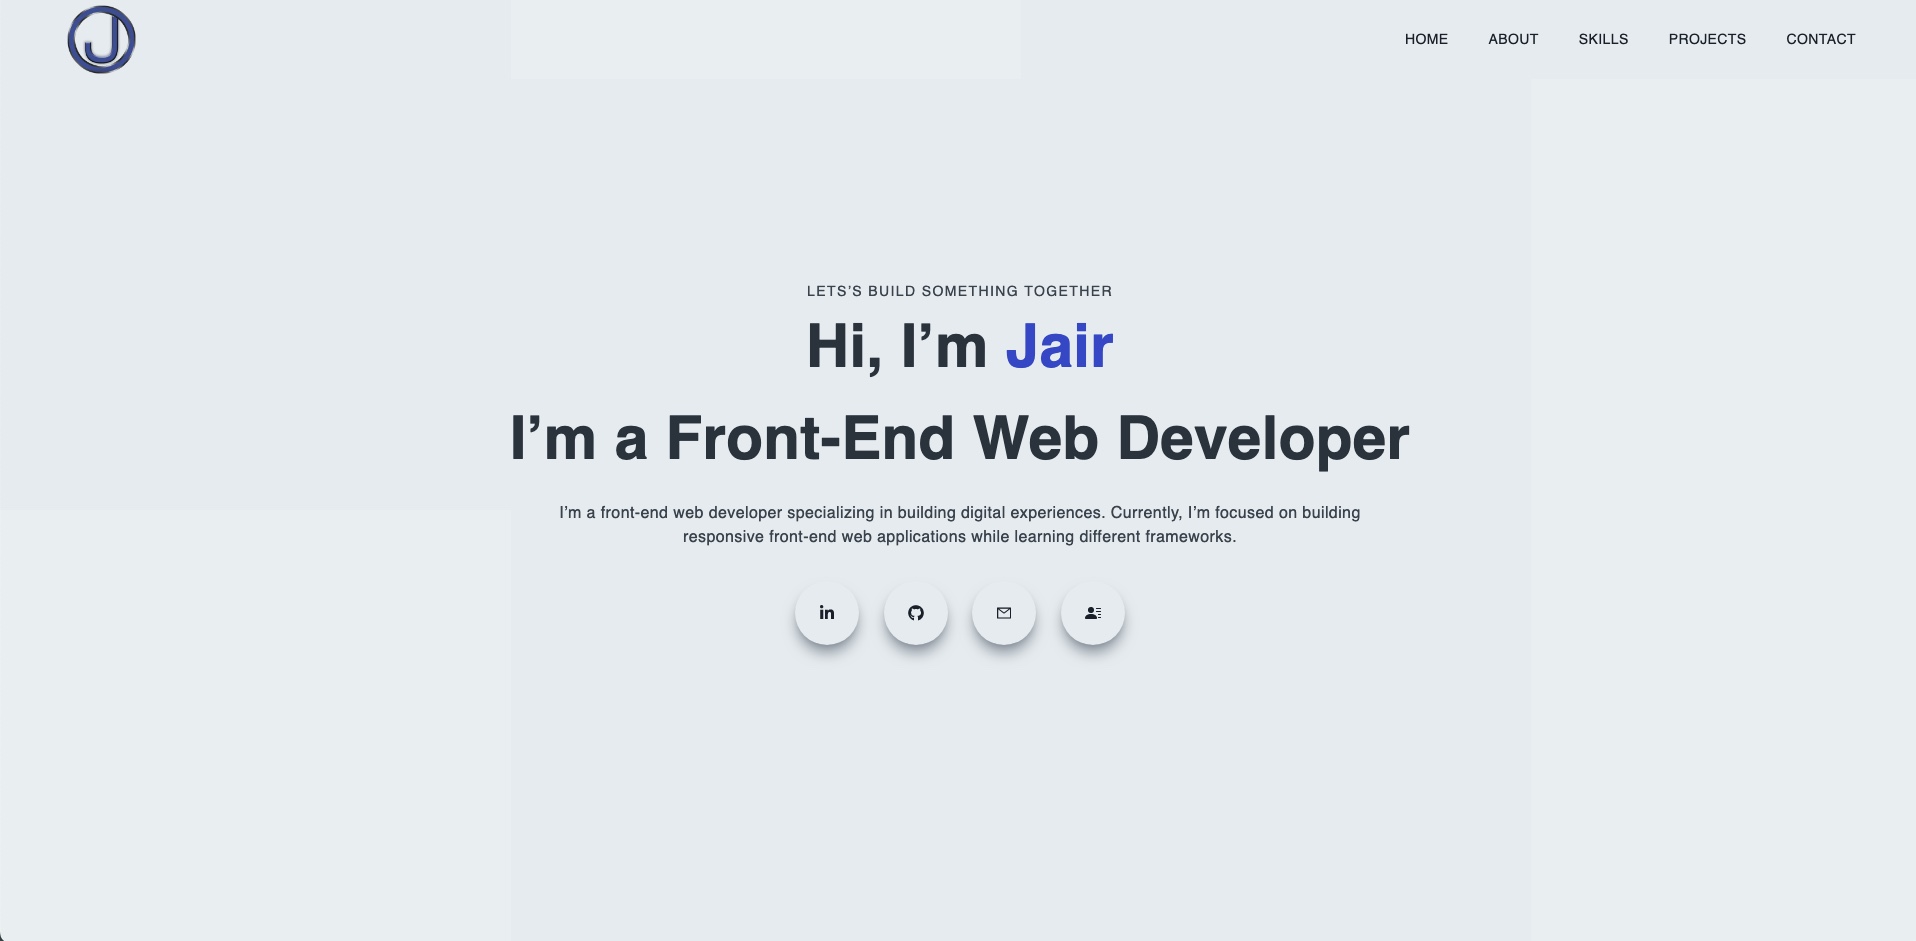 J
HOME ABOUT SKILLS PROJECTS CONTACT
LETS’S BUILD SOMETHING TOGETHER
Hi, I’m Jair
I’m a Front-End Web Developer
I’m a front-end web developer specializing in building digital experiences. Currently, I’m focused on building
responsive front-end web applications while learning different frameworks.
in